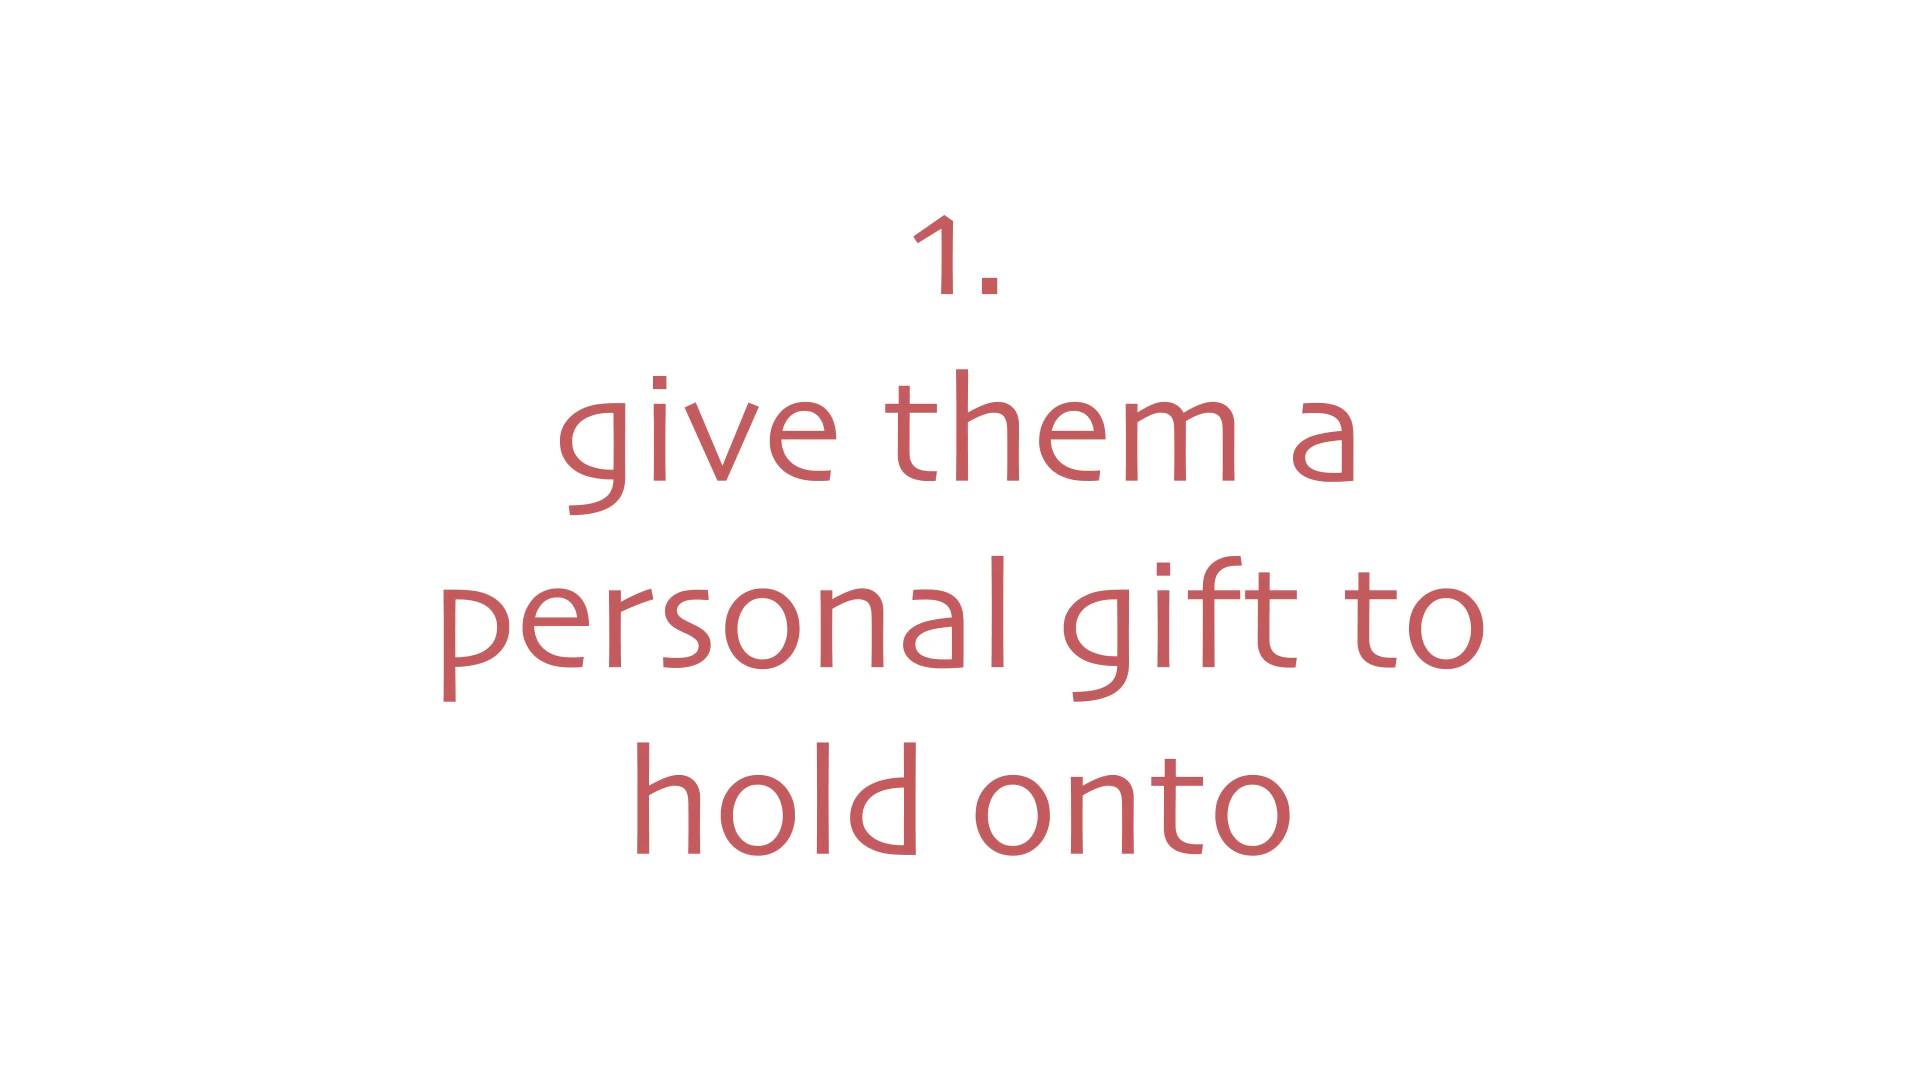 1.
give them a
personal gift to
hold onto